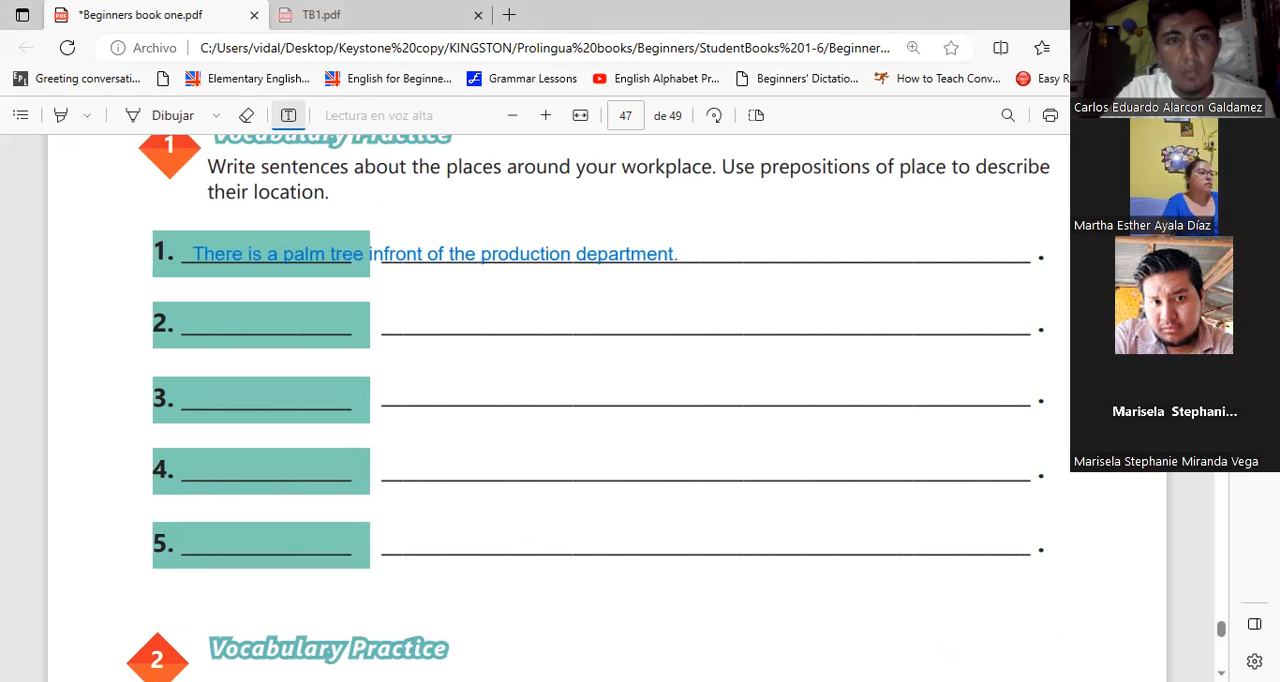 *Beginners book one.pdf
TB1.pdf
Archivo
C:/Users/vidal/Desktop/Keystone%20copy/KINGSTON/Prolingua%20books/Beginners/StudentBooks%201-6/Beginner...
Greeting conversati...
Elementary English...
English for Beginne...
Grammar Lessons
English Alphabet Pr...
Beginners' Dictatio...
How to Teach Conv...
Easy R
Dibujar
Lectura en voz alta
47
de 49
1
Vocabulary Practice
Write sentences about the places around your workplace. Use prepositions of place to describe
their location.
1. There is a palm tree infront of the production department. .
2. .
3. .
4. .
5. .
2
Vocabulary Practice
Carlos Eduardo Alarcon Galdamez
Martha Esther Ayala Díaz
Marisela Stephani...
Marisela Stephanie Miranda Vega